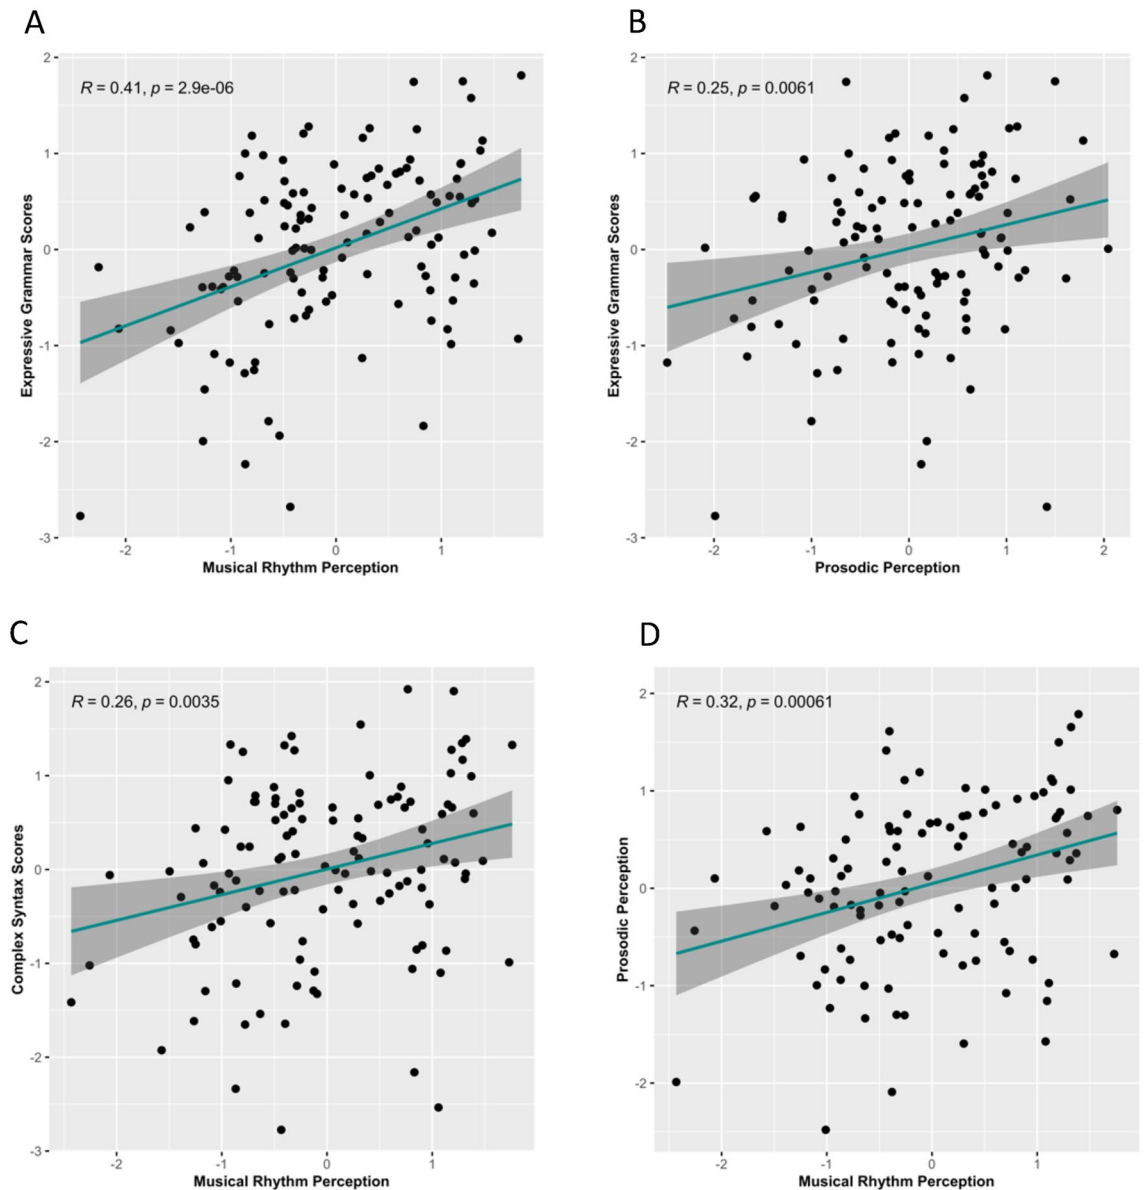 A
B
R = 0.41, p = 2.9e-06
R = 0.25, p = 0.0061
Expressive Grammar Scores
Expressive Grammar Scores
2
1
0
-1
-2
-3
2
1
0
-1
-2
-3
-2
-1
0
1
-2
-1
0
1
2
Musical Rhythm Perception
Prosodic Perception
C
D
R = 0.26, p = 0.0035
R = 0.32, p = 0.00061
Complex Syntax Scores
Prosodic Perception
2
1
0
-1
-2
-3
2
1
0
-1
-2
-2
-1
0
1
-2
-1
0
1
Musical Rhythm Perception
Musical Rhythm Perception